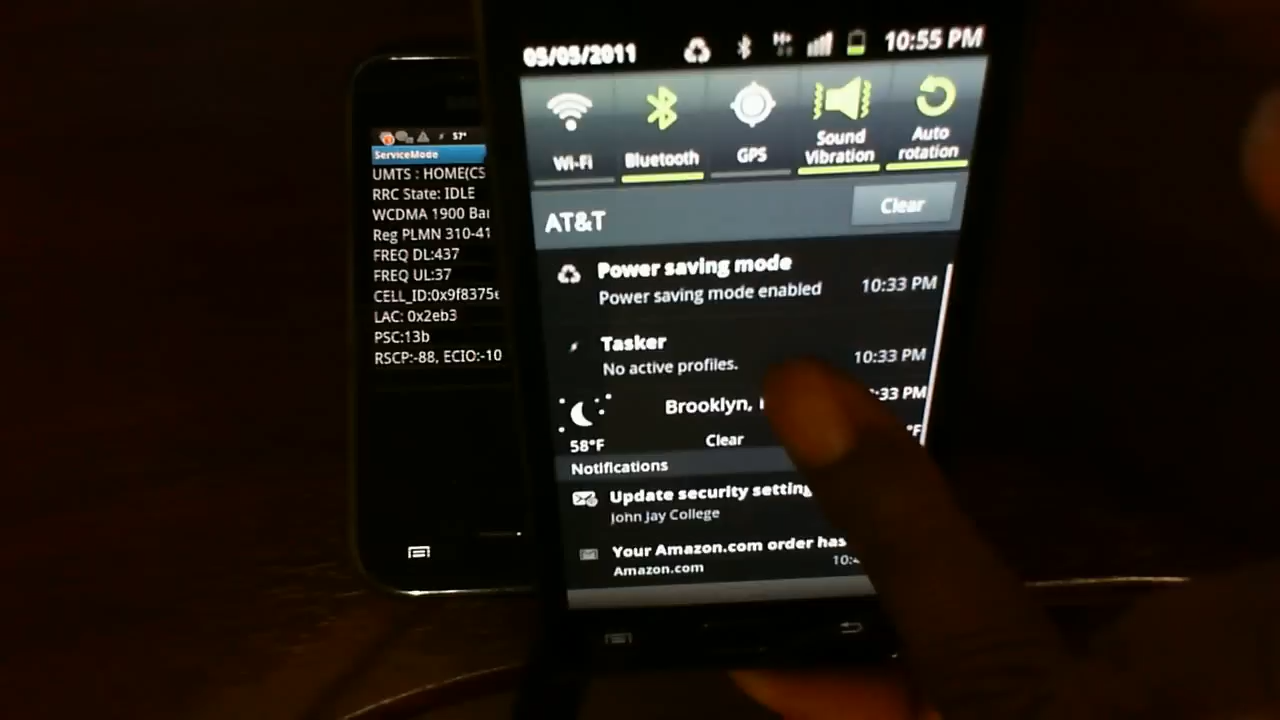 57°
ServiceMode
UMTS : HOME(CS
RRC State: IDLE
WCDMA 1900 Ba
Reg PLMN 310-41
FREQ DL:437
FREQ UL:37
CELL_ID:0x9f8375
LAC: 0x2eb3
PSC:13b
RSCP:-88, ECIO:-10
05/05/2011
H+
10:55 PM
Wi-Fi
Bluetooth
GPS
Sound
Vibration
Auto
rotation
AT&T
Clear
Power saving mode
Power saving mode enabled
10:33 PM
Tasker
No active profiles.
10:33 PM
Brooklyn,
:33 PM
58°F
Clear
°F
Notifications
Update security setting
John Jay College
Your Amazon.com order has
Amazon.com
10: